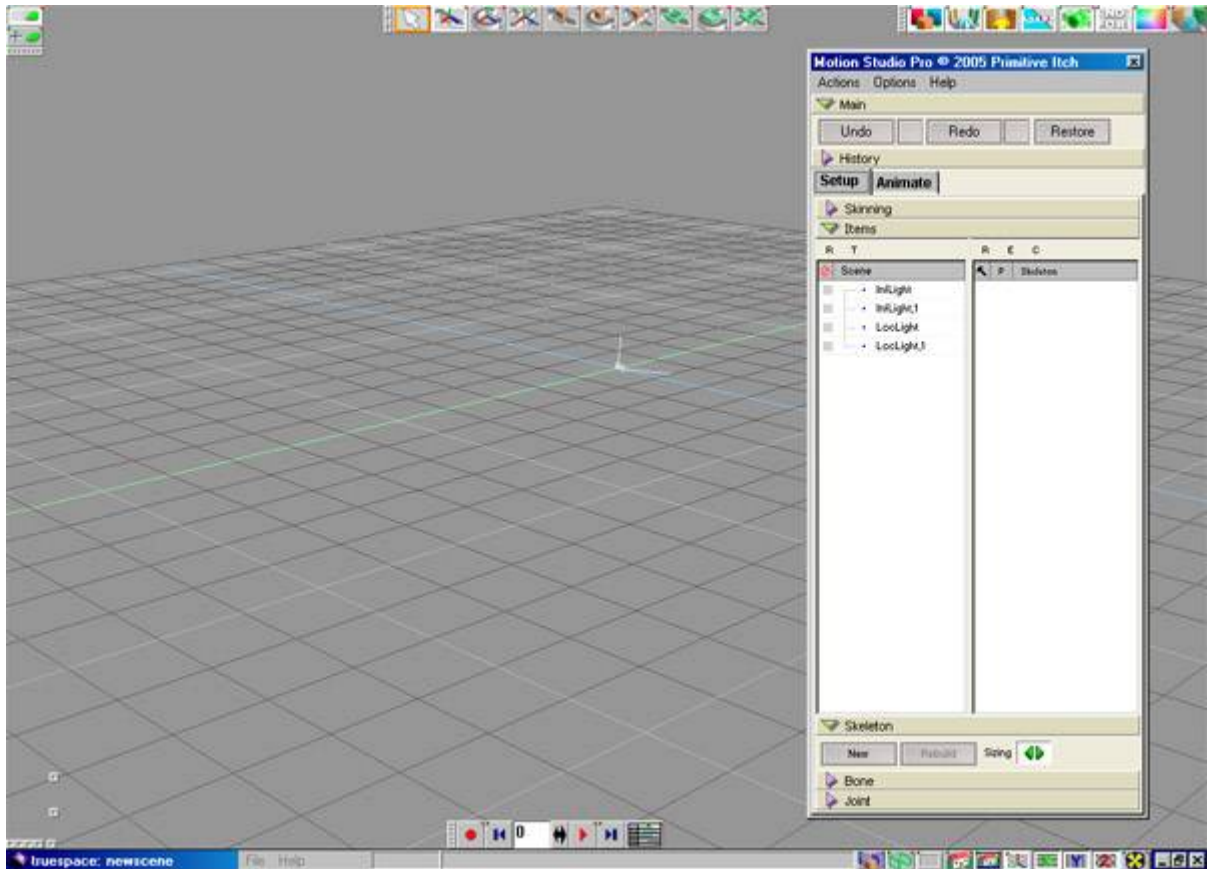 Motion Studio Pro © 2005 Primitive Itch
Actions Options Help
Main
Undo Redo Restore
History
Setup Animate
Skinning
Items
R T R E C
Scene P Skeleton
InfLight
InfLight,1
LocLight
LocLight,1
Skeleton
New Rebuild Sizing
Bone
Joint
0
truespace: newscene File Help